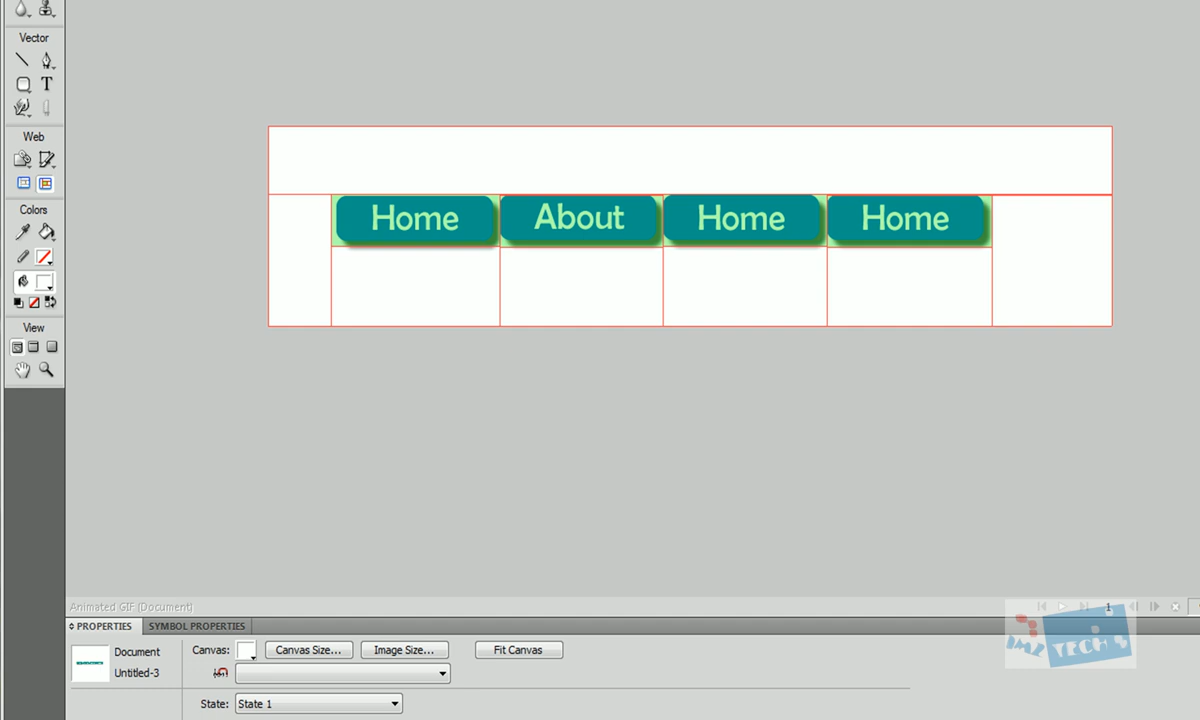 Vector
T
Web
Colors
View
Home About Home Home
Animated GIF (Document)
1
PROPERTIES SYMBOL PROPERTIES
Document
Untitled-3
Canvas: Canvas Size... Image Size... Fit Canvas
State: State 1
TECH